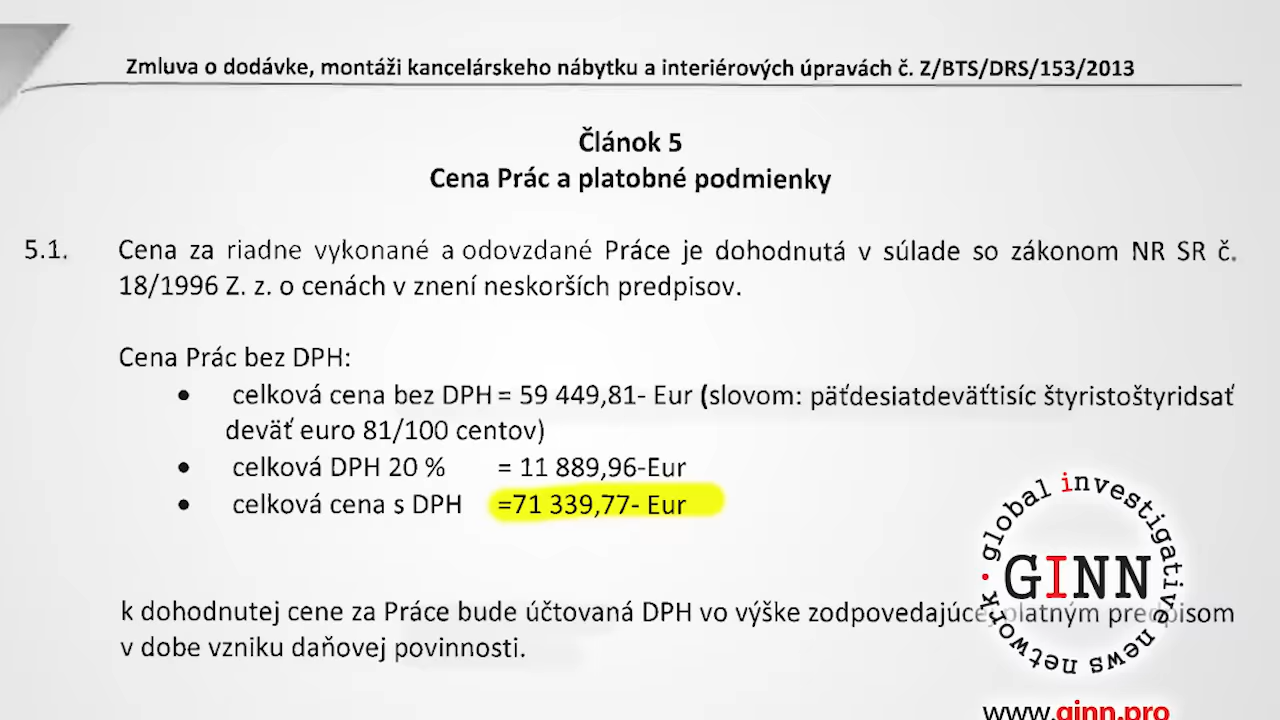 Zmluva o dodávke, montáži kancelárskeho nábytku a interiérových úpravách č. Z/BTS/DRS/153/2013
Článok 5
Cena Prác a platobné podmienky
5.1. Cena za riadne vykonané a odovzdané Práce je dohodnutá v súlade so zákonom NR SR č.
18/1996 Z. z. o cenách v znení neskorších predpisov.
Cena Prác bez DPH:
• celková cena bez DPH = 59 449,81- Eur (slovom: päťdesiatdeväťtisíc štyristoštyridsať
deväť euro 81/100 centov)
• celková DPH 20 % = 11 889,96-Eur
• celková cena s DPH =71 339,77- Eur
k dohodnutej cene za Práce bude účtovaná DPH vo výške zodpovedajúcej platným predpisom
v dobe vzniku daňovej povinnosti.
global investigative news network
GINN
www.ginn.pro